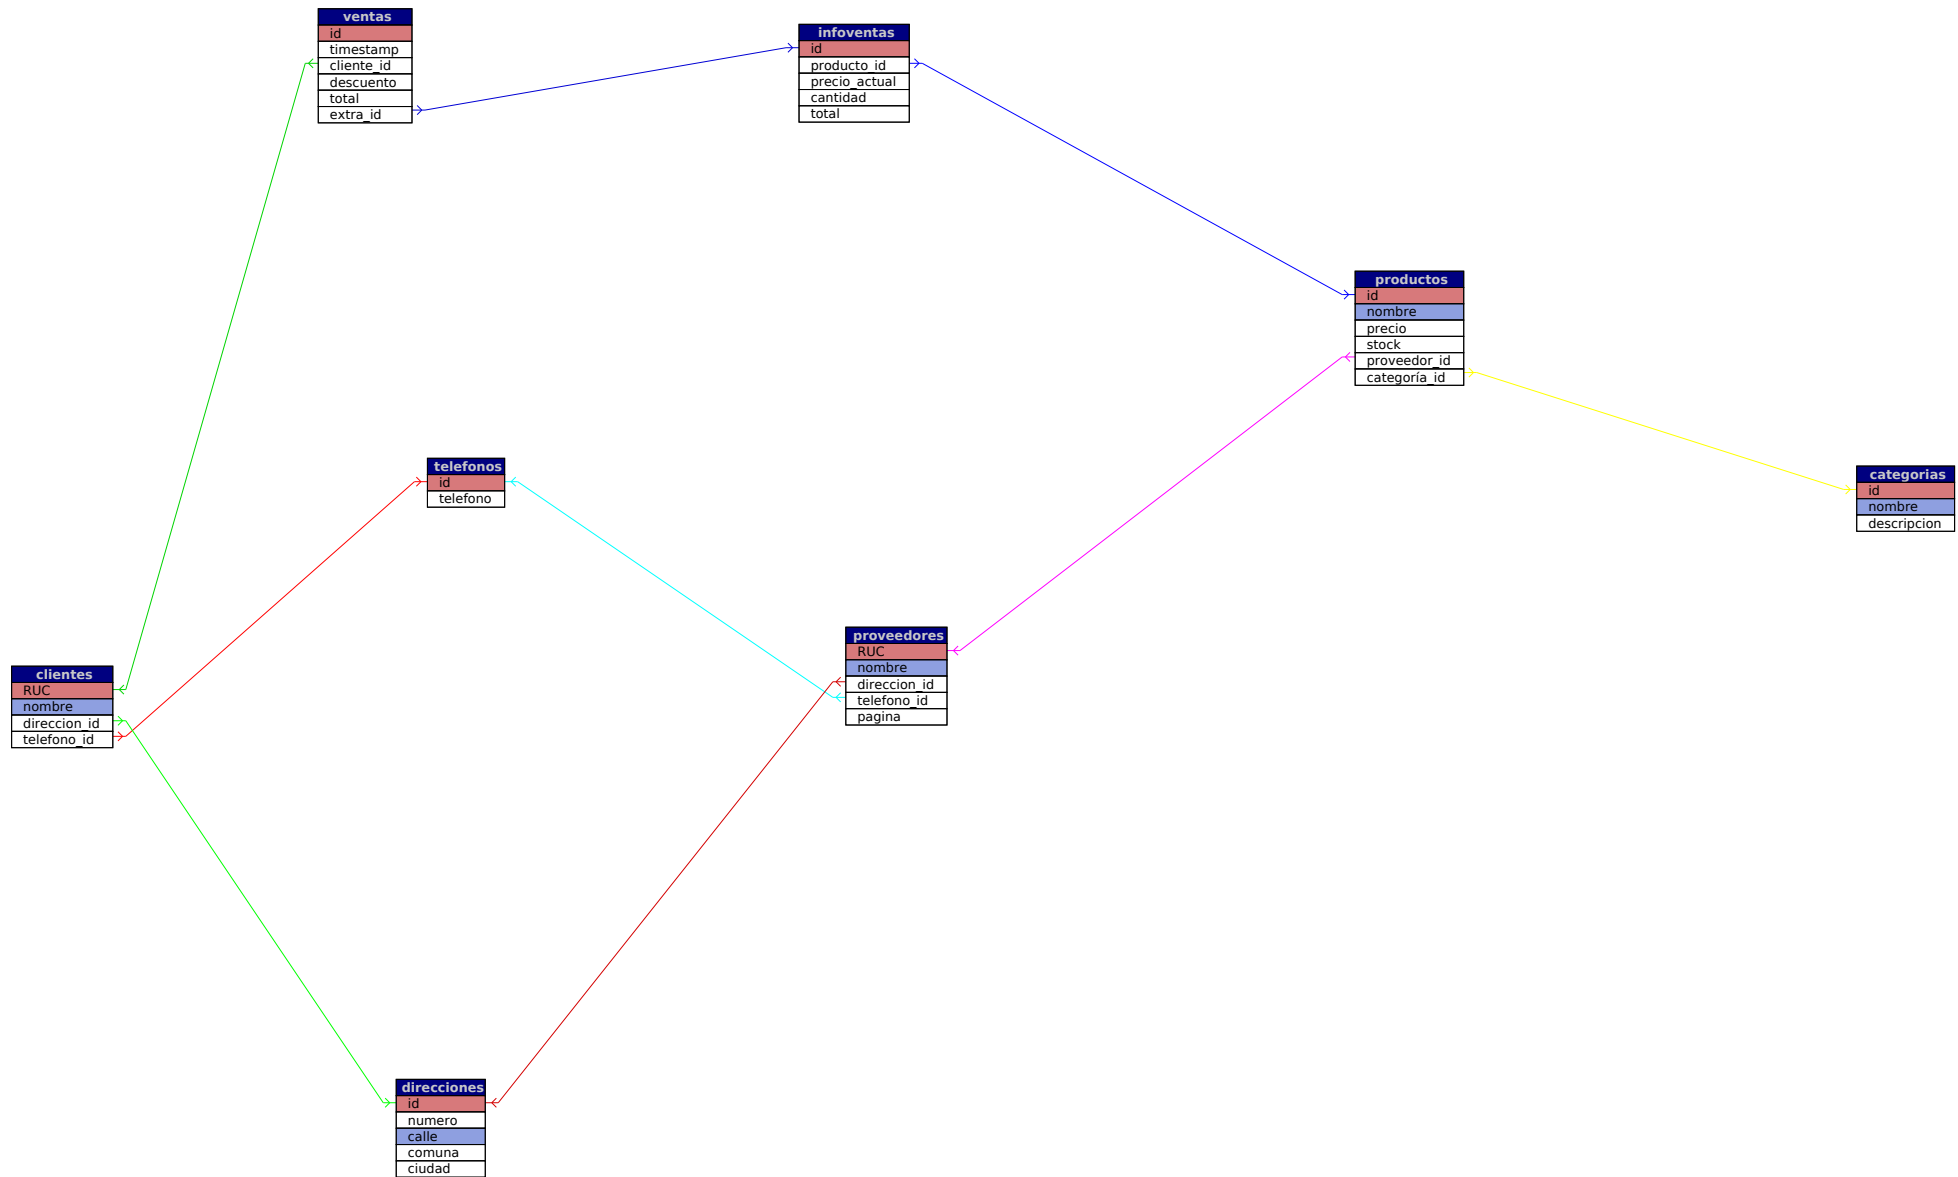 ventas
id
timestamp
cliente_id
descuento
total
extra_id
infoventas
id
producto_id
precio_actual
cantidad
total
productos
id
nombre
precio
stock
proveedor_id
categoría_id
telefonos
id
telefono
categorias
id
nombre
descripcion
proveedores
RUC
nombre
direccion_id
telefono_id
pagina
clientes
RUC
nombre
direccion_id
telefono_id
direcciones
id
numero
calle
comuna
ciudad